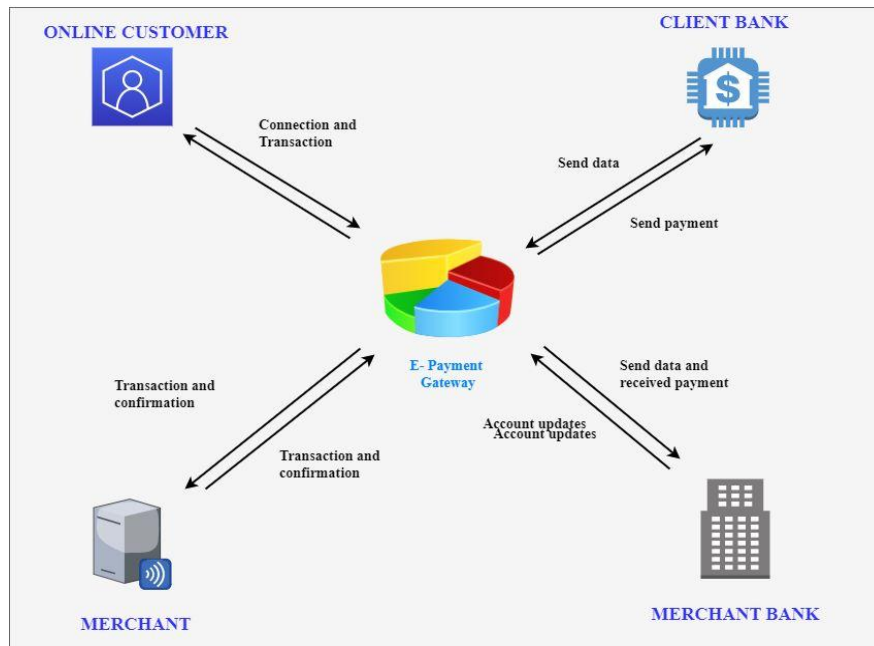 ONLINE CUSTOMER
CLIENT BANK
$
Connection and
Transaction
Send data
Send payment
E- Payment
Gateway
Transaction and
confirmation
Send data and
received payment
Account updates
Account updates
Transaction and
confirmation
MERCHANT
MERCHANT BANK